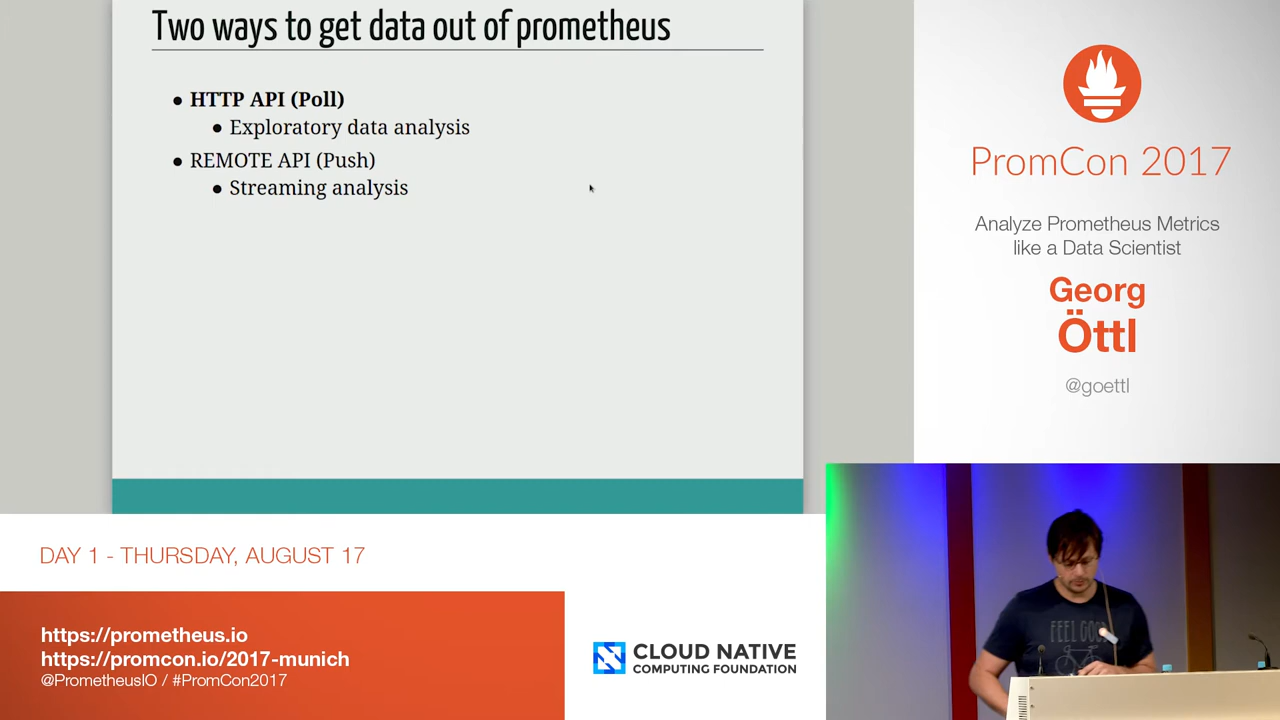 Two ways to get data out of prometheus
● HTTP API (Poll)
● Exploratory data analysis
● REMOTE API (Push)
● Streaming analysis
PromCon 2017
Analyze Prometheus Metrics
like a Data Scientist
Georg
Öttl
@goettl
DAY 1 - THURSDAY, AUGUST 17
https://prometheus.io
https://promcon.io/2017-munich
@PrometheusIO / #PromCon2017
CLOUD NATIVE
COMPUTING FOUNDATION
FEEL GOOD